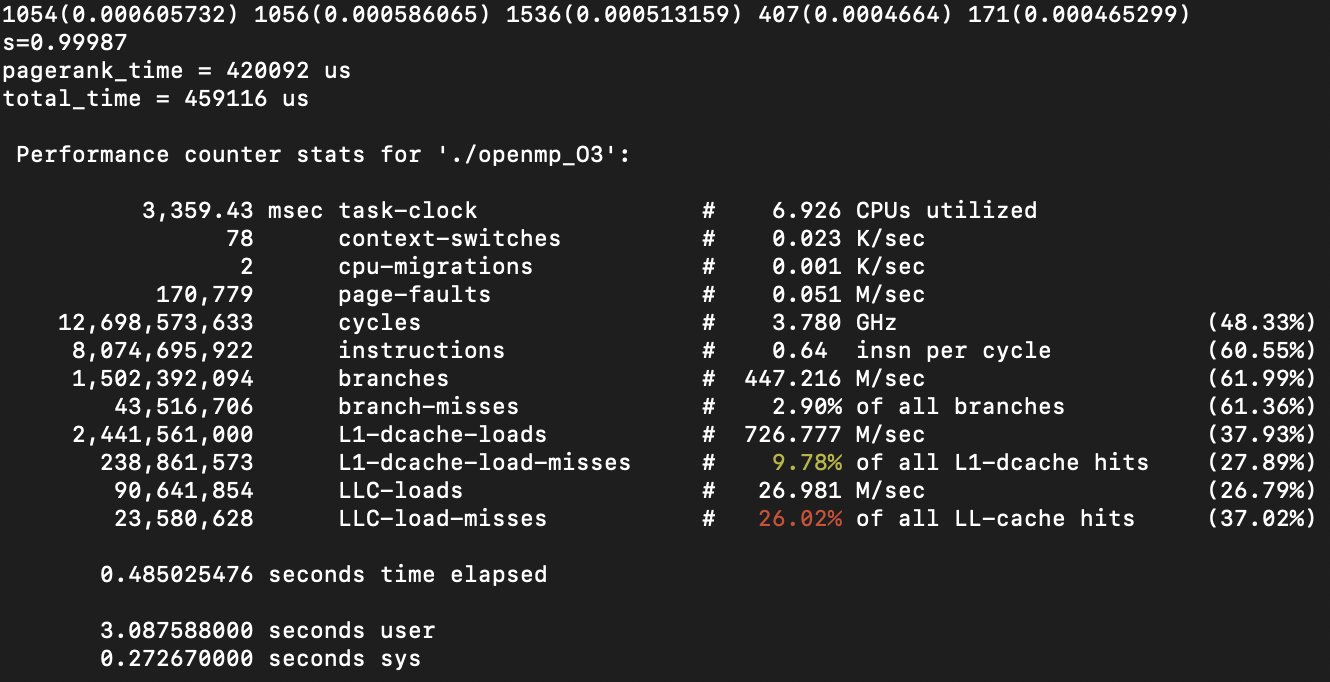 1054(0.000605732) 1056(0.000586065) 1536(0.000513159) 407(0.0004664) 171(0.000465299)
s=0.99987
pagerank_time = 420092 us
total_time = 459116 us
Performance counter stats for './openmp_O3':
3,359.43 msec task-clock # 6.926 CPUs utilized
78 context-switches # 0.023 K/sec
2 cpu-migrations # 0.001 K/sec
170,779 page-faults # 0.051 M/sec
12,698,573,633 cycles # 3.780 GHz (48.33%)
8,074,695,922 instructions # 0.64 insn per cycle (60.55%)
1,502,392,094 branches # 447.216 M/sec (61.99%)
43,516,706 branch-misses # 2.90% of all branches (61.36%)
2,441,561,000 L1-dcache-loads # 726.777 M/sec (37.93%)
238,861,573 L1-dcache-load-misses # 9.78% of all L1-dcache hits (27.89%)
90,641,854 LLC-loads # 26.981 M/sec (26.79%)
23,580,628 LLC-load-misses # 26.02% of all LL-cache hits (37.02%)
0.485025476 seconds time elapsed
3.087588000 seconds user
0.272670000 seconds sys